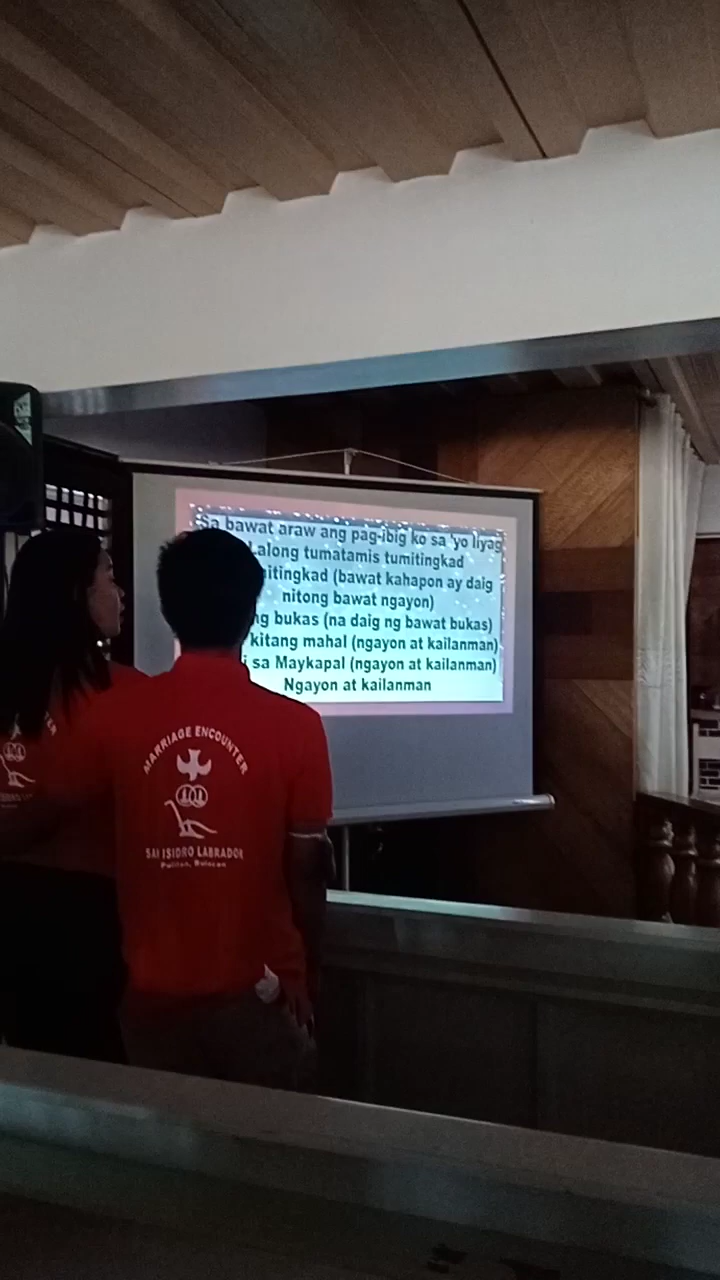 Sa bawat araw ang pag-ibig ko sa 'yo liyag
Lalong tumatamis tumitingkad
itingkad (bawat kahapon ay daig
nitong bawat ngayon)
ng bukas (na daig ng bawat bukas)
kitang mahal (ngayon at kailanman)
sa Maykapal (ngayon at kailanman)
Ngayon at kailanman
MARRIAGE ENCOUNTER
SAN ISIDRO LABRADOR
Pulilan, Bulacan